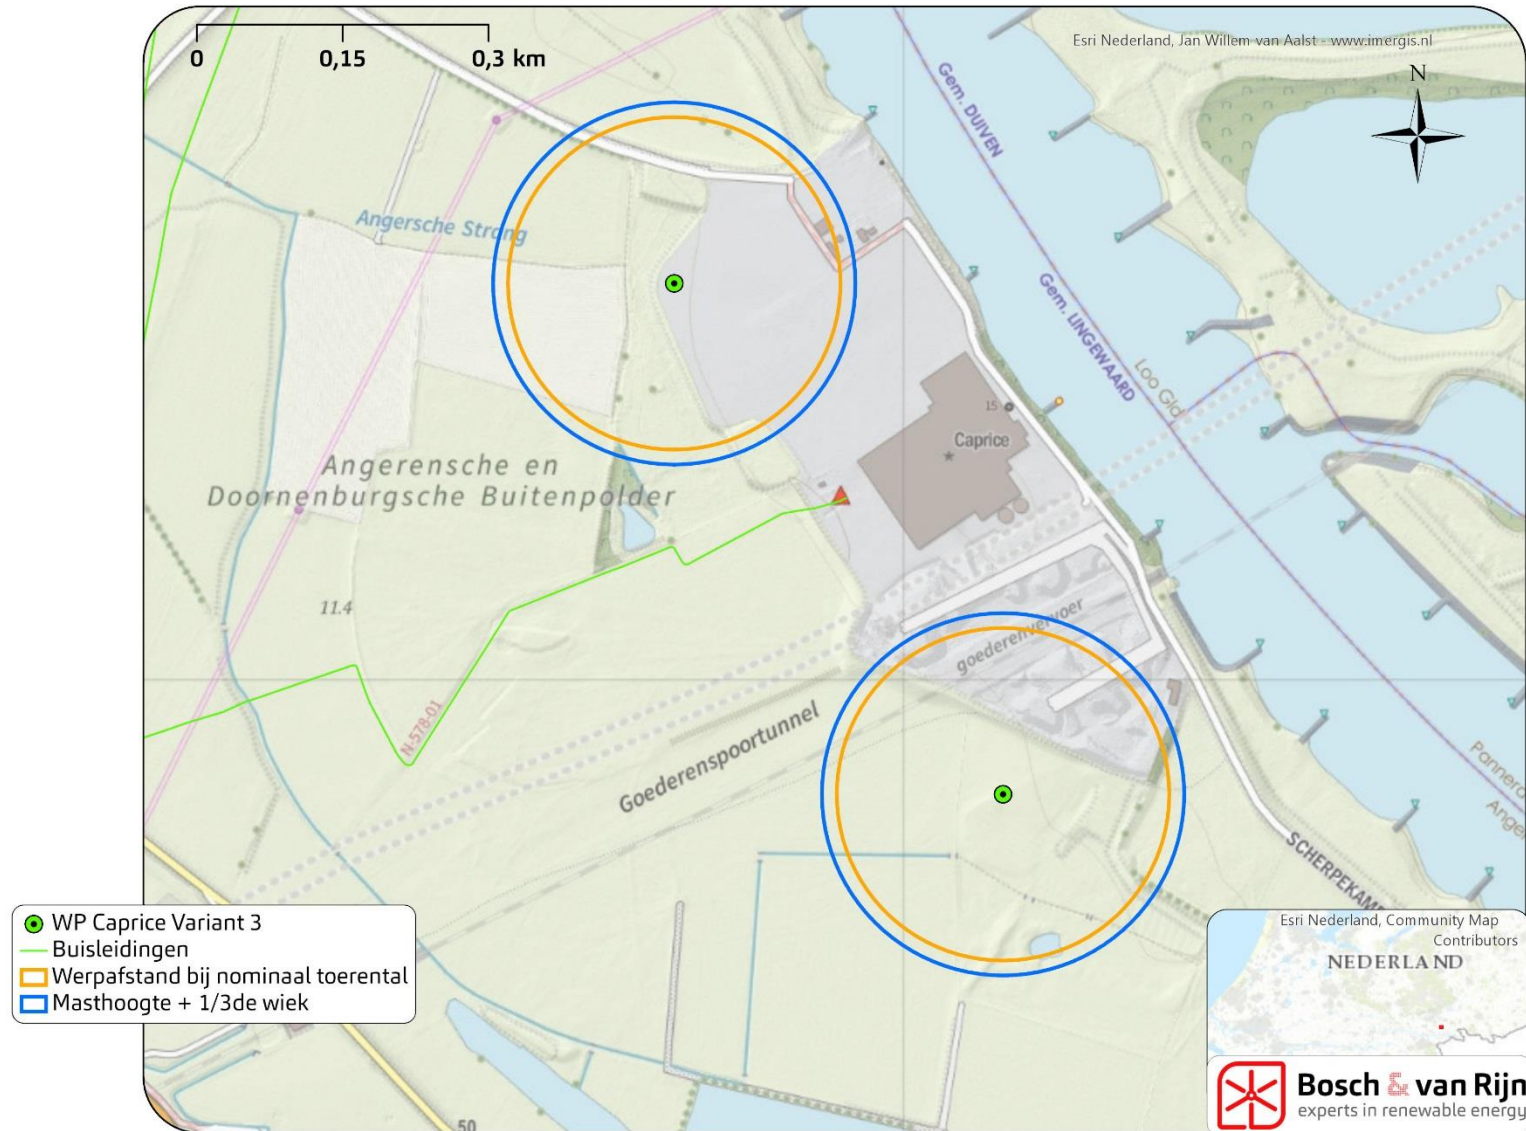 0 0,15 0,3 km
Esri Nederland, Jan Willem van Aalst - www.imergis.nl
N
Gem. DUIVEN
Angersche Strang
Gem. LINGEWAARD
Loo Gld
15
Caprice
Angerensche en
Doornenburgsche Buitenpolder
11.4
goederenvervoer
N-578-01
Goederenspoortunnel
SCHERPEKAMP
50
WP Caprice Variant 3
Buisleidingen
Werpafstand bij nominaal toerental
Masthoogte + 1/3de wiek
Esri Nederland, Community Map
Contributors
NEDERLAND
Bosch & van Rijn
experts in renewable energy